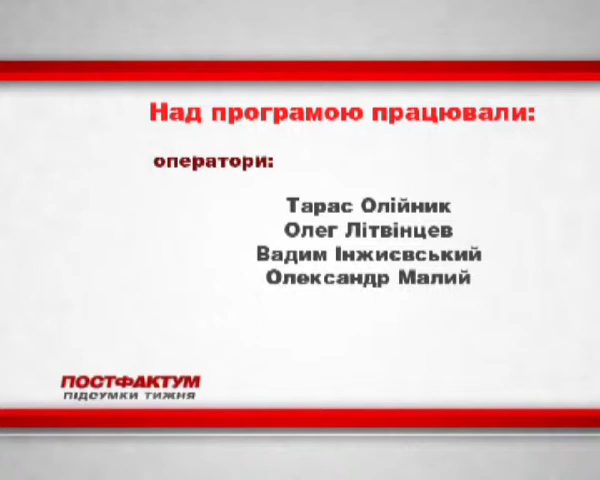 Над програмою працювали:
оператори:
Тарас Олійник
Олег Літвінцев
Вадим Інжиєвський
Олександр Малий
ПОСТФАКТУМ
ПІДСУМКИ ТИЖНЯ